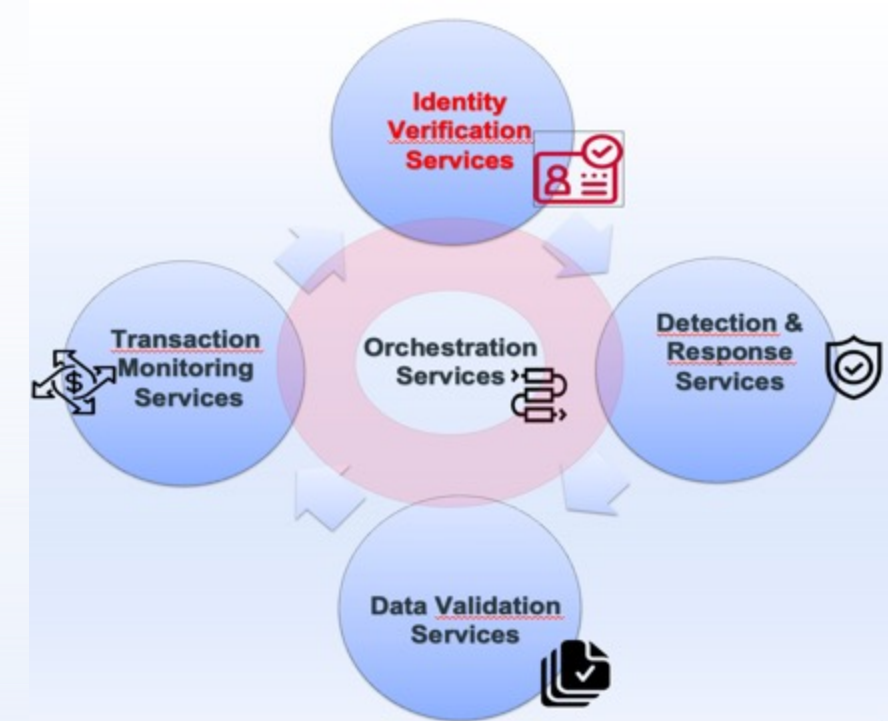 Identity
Verification
Services
Transaction
Monitoring
Services
$
Orchestration
Services
Detection &
Response
Services
Data Validation
Services